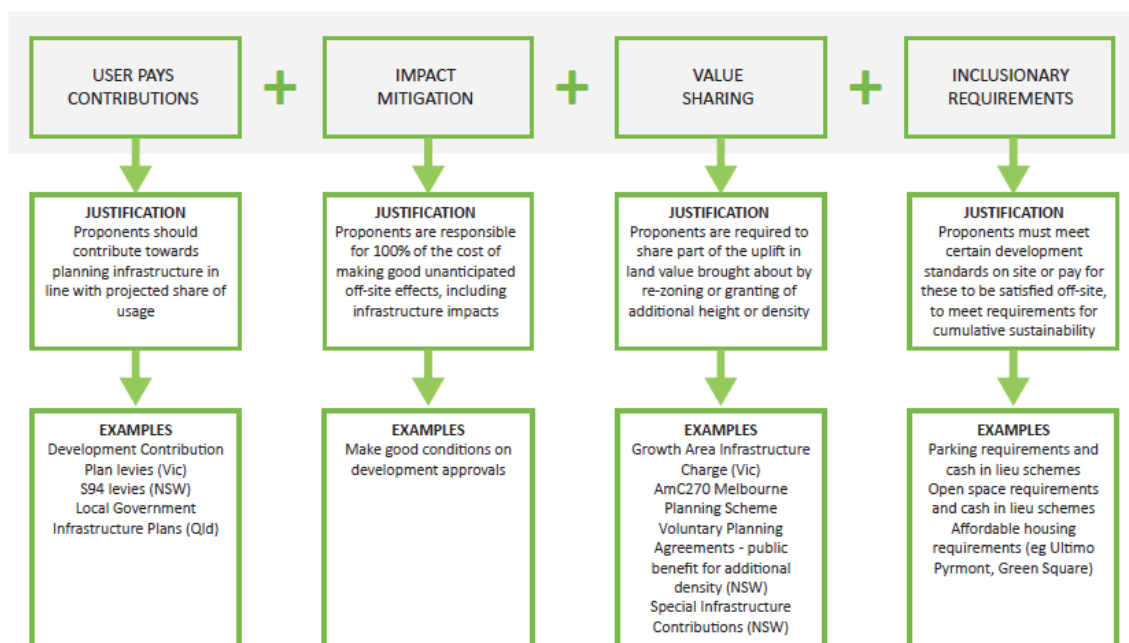 USER PAYS
CONTRIBUTIONS
+
IMPACT
MITIGATION
+
VALUE
SHARING
+
INCLUSIONARY
REQUIREMENTS
JUSTIFICATION
Proponents should
contribute towards
planning infrastructure in
line with projected share of
usage
JUSTIFICATION
Proponents are responsible
for 100% of the cost of
making good unanticipated
off-site effects, including
infrastructure impacts
JUSTIFICATION
Proponents are required to
share part of the uplift in
land value brought about by
re-zoning or granting of
additional height or density
JUSTIFICATION
Proponents must meet
certain development
standards on site or pay for
these to be satisfied off-site,
to meet requirements for
cumulative sustainability
EXAMPLES
Development Contribution
Plan levies (Vic)
S94 levies (NSW)
Local Government
Infrastructure Plans (Qld)
EXAMPLES
Make good conditions on
development approvals
EXAMPLES
Growth Area Infrastructure
Charge (Vic)
AmC270 Melbourne
Planning Scheme
Voluntary Planning
Agreements - public
benefit for additional
density (NSW)
Special Infrastructure
Contributions (NSW)
EXAMPLES
Parking requirements and
cash in lieu schemes
Open space requirements
and cash in lieu schemes
Affordable housing
requirements (eg Ultimo
Pyrmont, Green Square)